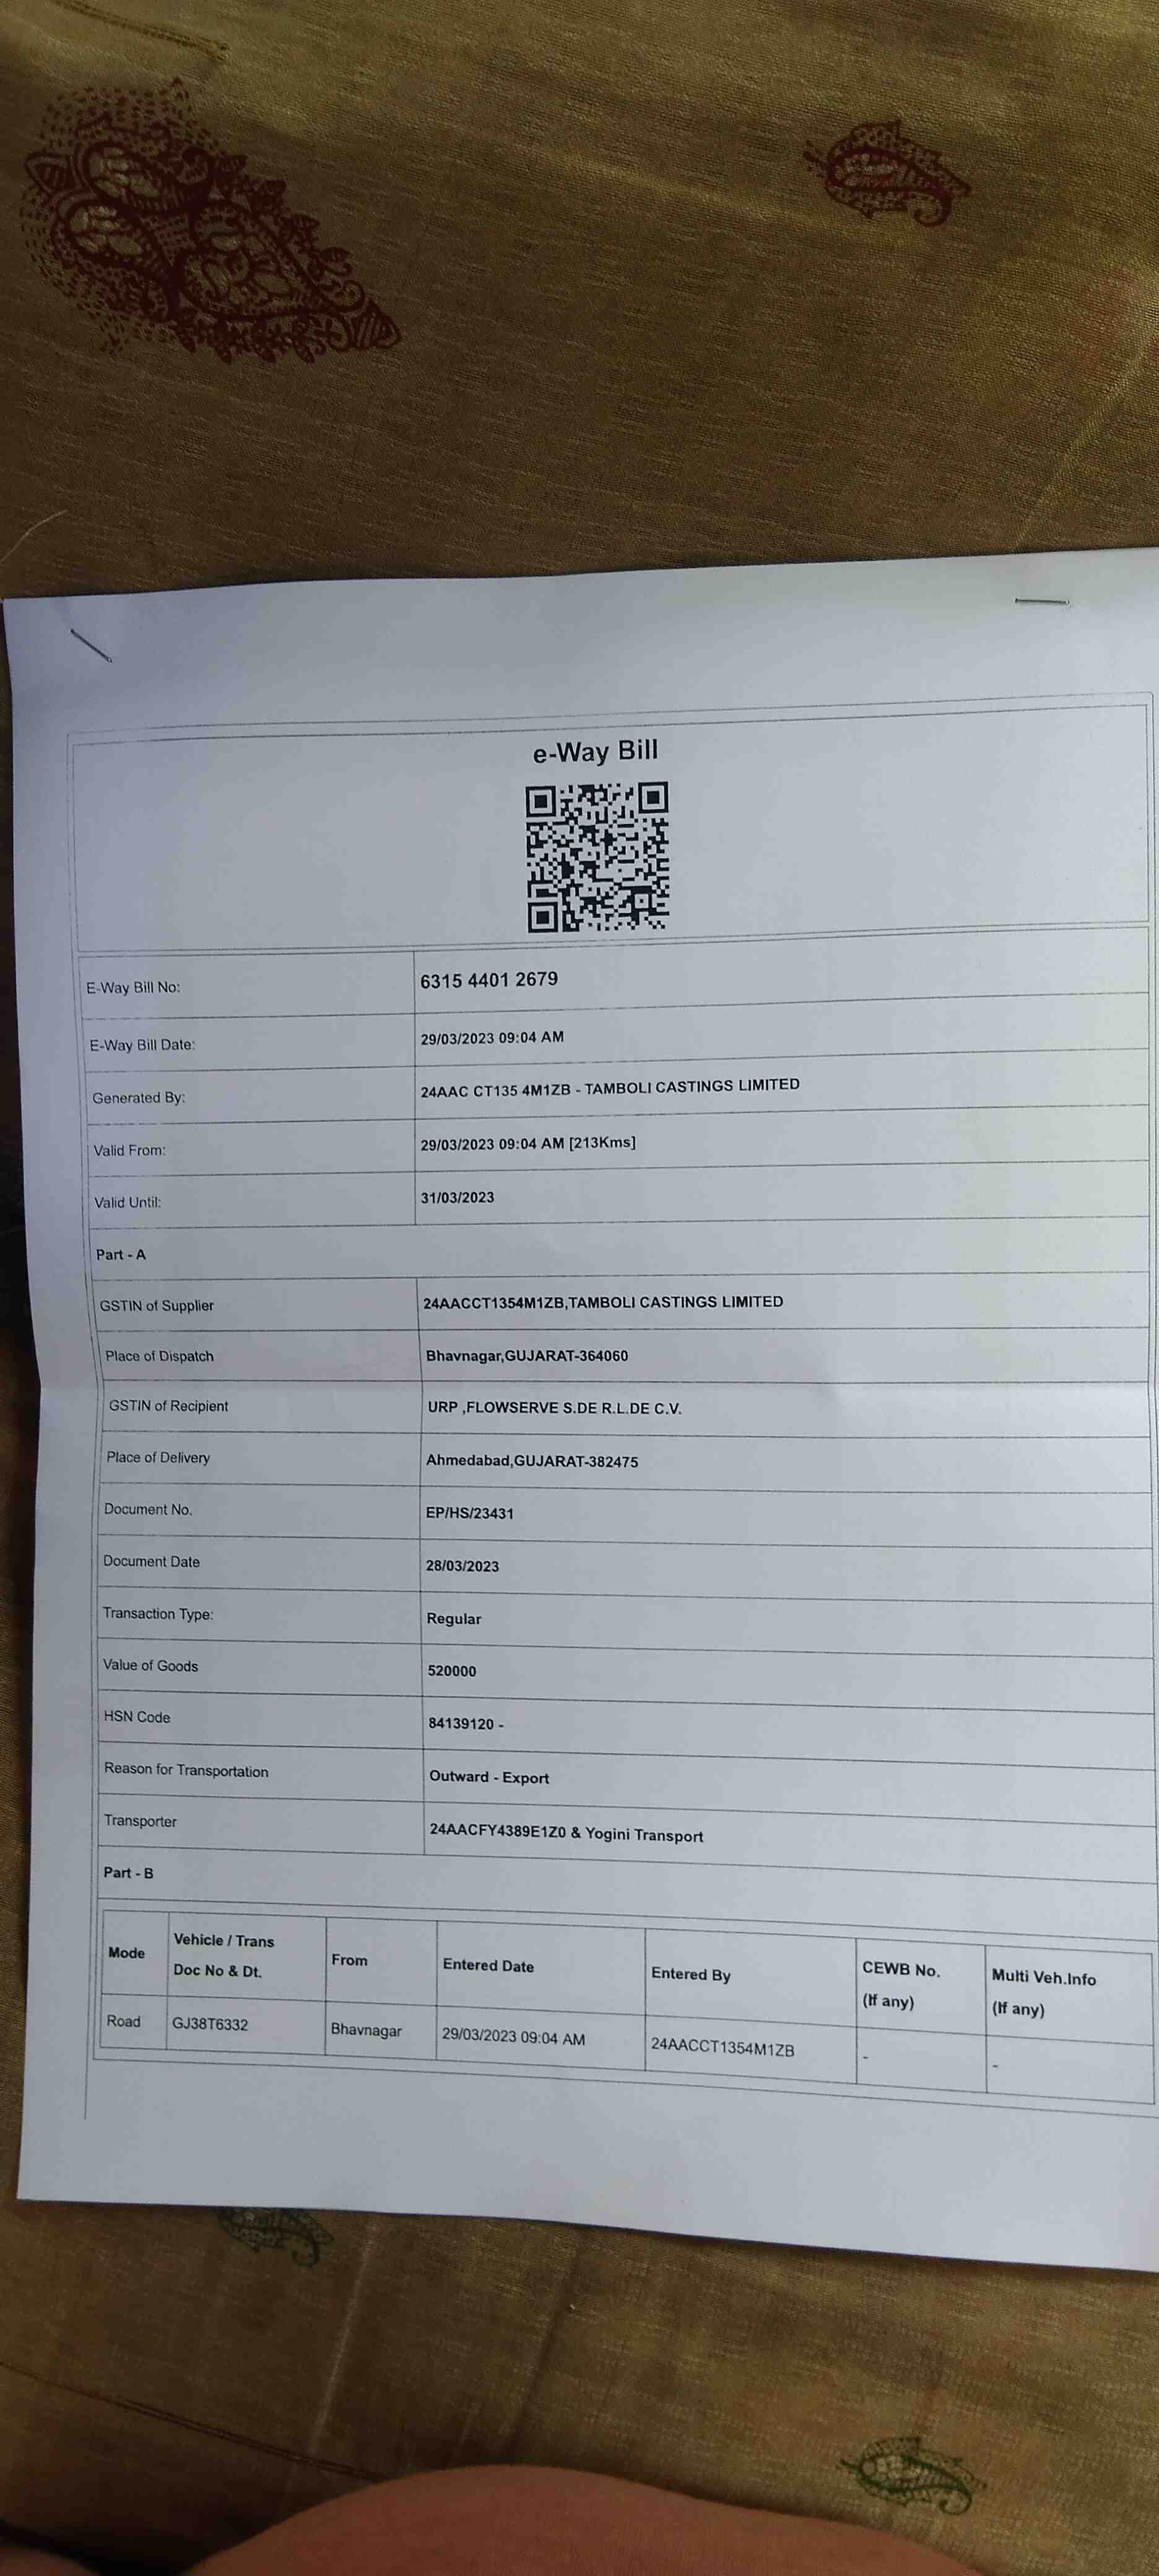 e-Way Bill
E-Way Bill No: 6315 4401 2679
E-Way Bill Date: 29/03/2023 09:04 AM
Generated By: 24AAC CT135 4M1ZB - TAMBOLI CASTINGS LIMITED
Valid From: 29/03/2023 09:04 AM [213Kms]
Valid Until: 31/03/2023
Part - A
GSTIN of Supplier 24AACCT1354M1ZB,TAMBOLI CASTINGS LIMITED
Place of Dispatch Bhavnagar,GUJARAT-364060
GSTIN of Recipient URP ,FLOWSERVE S.DE R.L.DE C.V.
Place of Delivery Ahmedabad,GUJARAT-382475
Document No. EP/HS/23431
Document Date 28/03/2023
Transaction Type: Regular
Value of Goods 520000
HSN Code 84139120 -
Reason for Transportation Outward - Export
Transporter 24AACFY4389E1Z0 & Yogini Transport
Part - B
Mode Vehicle / Trans Doc No & Dt. From Entered Date Entered By CEWB No. (If any) Multi Veh.Info (If any)
Road GJ38T6332 Bhavnagar 29/03/2023 09:04 AM 24AACCT1354M1ZB - -